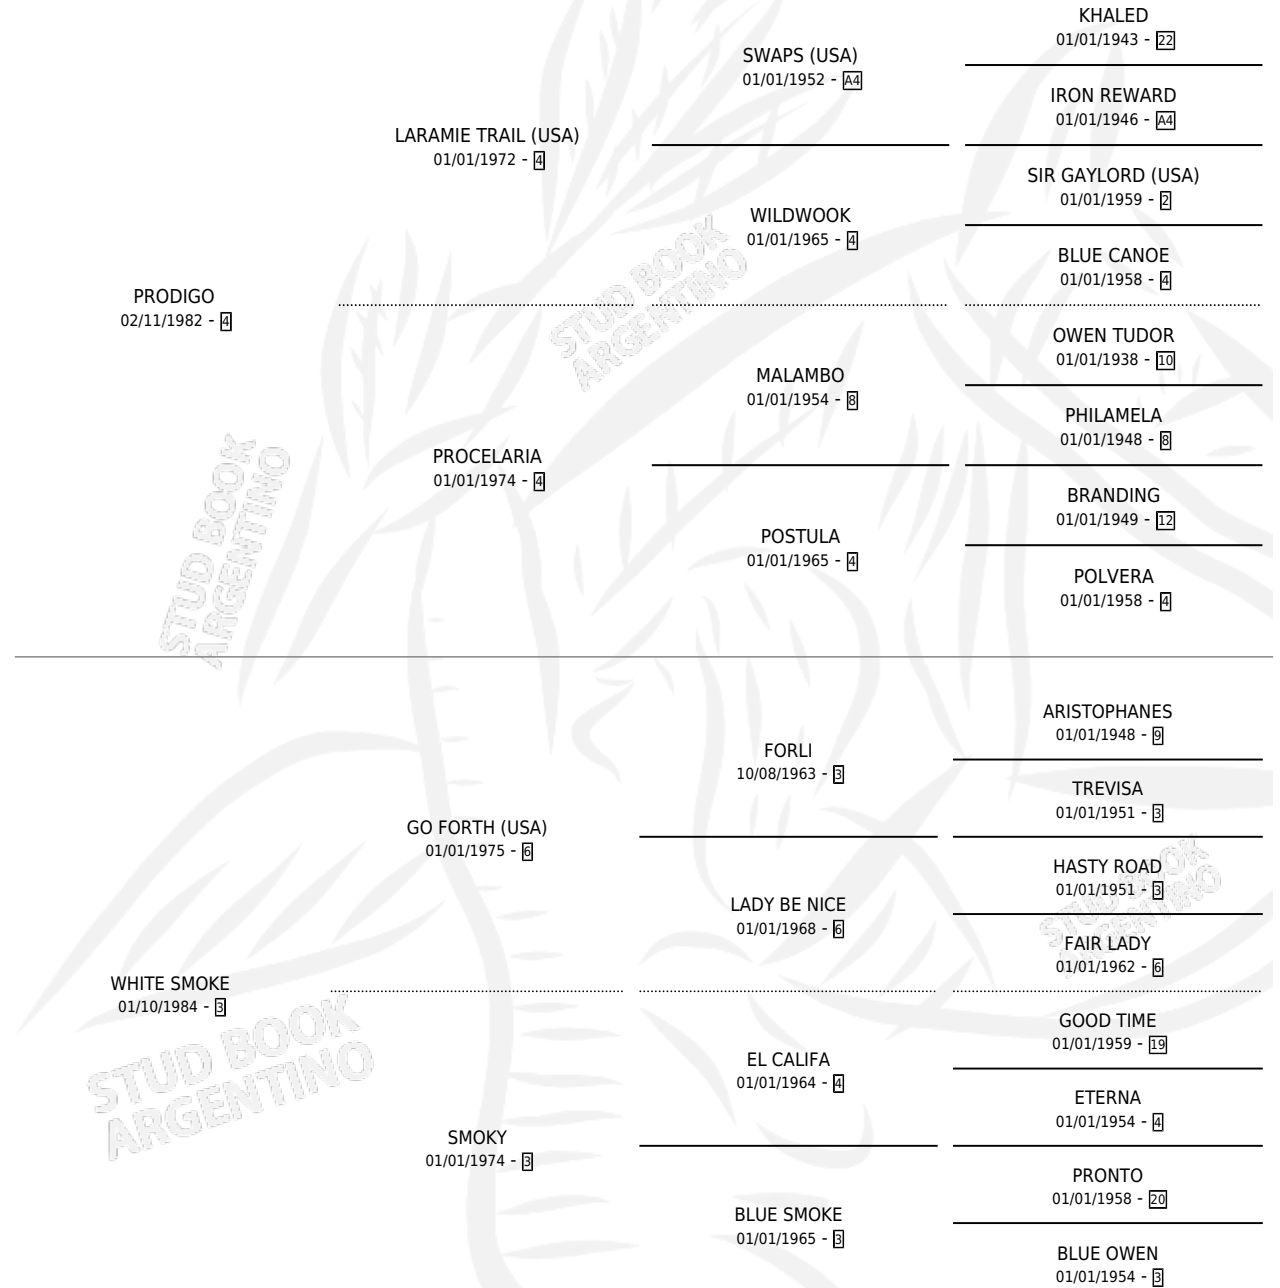 KHALED
01/01/1943 - 22
SWAPS (USA)
01/01/1952 - A4
IRON REWARD
01/01/1946 - A4
LARAMIE TRAIL (USA)
01/01/1972 - 4
SIR GAYLORD (USA)
01/01/1959 - 2
WILDWOOK
01/01/1965 - 4
BLUE CANOE
01/01/1958 - 4
PRODIGO
02/11/1982 - 4
OWEN TUDOR
01/01/1938 - 10
MALAMBO
01/01/1954 - 8
PHILAMELA
01/01/1948 - 8
PROCELARIA
01/01/1974 - 4
BRANDING
01/01/1949 - 12
POSTULA
01/01/1965 - 4
POLVERA
01/01/1958 - 4
STUD BOOK
ARGENTINO
STUD BOOK
ARGENTINO
ARISTOPHANES
01/01/1948 - 9
FORLI
10/08/1963 - 3
TREVISA
01/01/1951 - 3
GO FORTH (USA)
01/01/1975 - 6
HASTY ROAD
01/01/1951 - 3
LADY BE NICE
01/01/1968 - 6
FAIR LADY
01/01/1962 - 6
STUD BOOK
ARGENTINO
WHITE SMOKE
01/10/1984 - 3
GOOD TIME
01/01/1959 - 19
EL CALIFA
01/01/1964 - 4
ETERNA
01/01/1954 - 4
STUD BOOK
ARGENTINO
SMOKY
01/01/1974 - 3
PRONTO
01/01/1958 - 20
BLUE SMOKE
01/01/1965 - 3
BLUE OWEN
01/01/1954 - 3